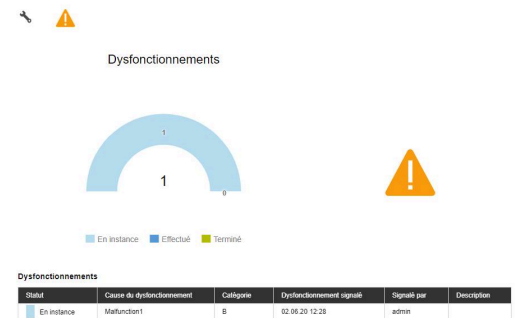 Dysfonctionnements
1
1
0
En instance Effectué Terminé
Dysfonctionnements
Statut Cause du dysfonctionnement Catégorie Dysfonctionnement signalé Signalé par Description
En instance Malfunction1 B 02.06.20 12:28 admin